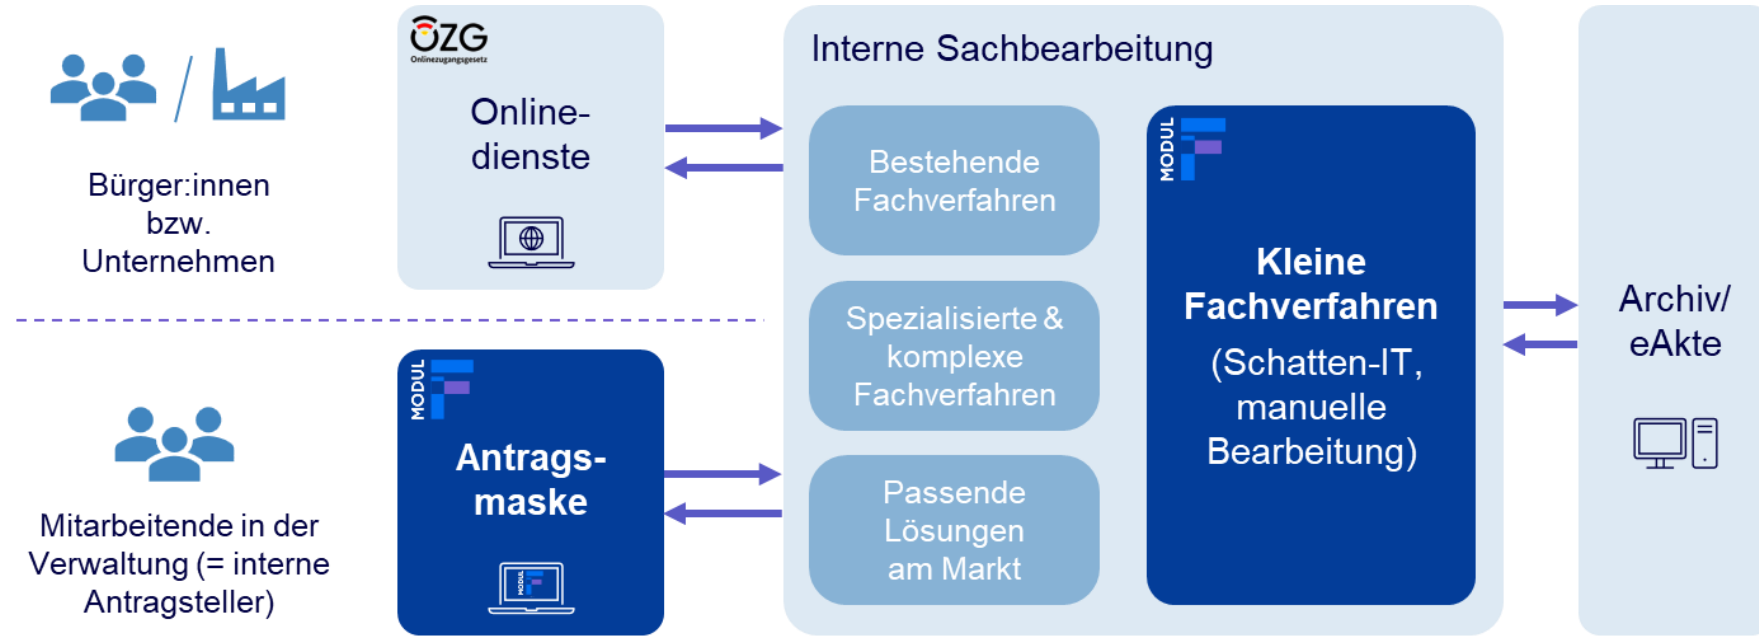 ÖZG
Onlinezugangsgesetz
Online-
dienste
Bürger:innen
bzw.
Unternehmen
Interne Sachbearbeitung
Bestehende
Fachverfahren
Spezialisierte &
komplexe
Fachverfahren
Passende
Lösungen
am Markt
MODUL
F
Kleine
Fachverfahren
(Schatten-IT,
manuelle
Bearbeitung)
Archiv/
eAkte
Mitarbeitende in der
Verwaltung (= interne
Antragsteller)
MODUL
F
Antrags-
maske
MODUL
F